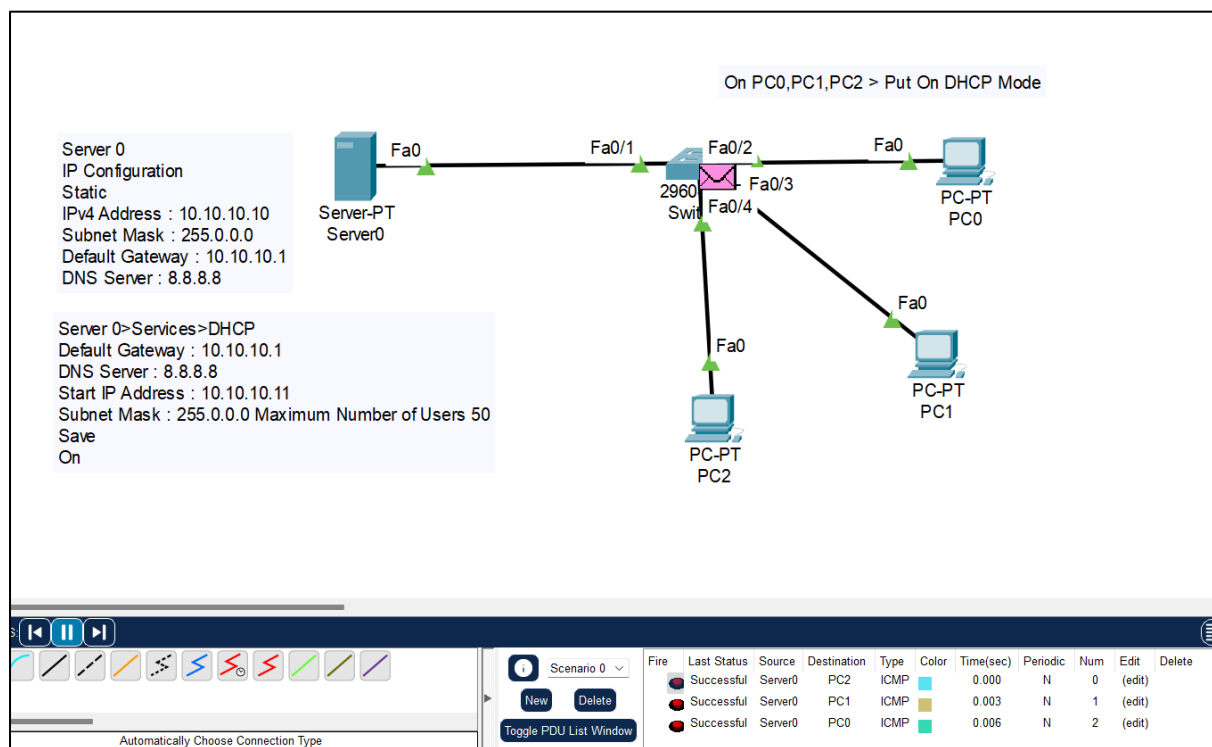 On PC0,PC1,PC2 > Put On DHCP Mode
Server 0
IP Configuration
Static
IPv4 Address : 10.10.10.10
Subnet Mask : 255.0.0.0
Default Gateway : 10.10.10.1
DNS Server : 8.8.8.8
Fa0
Server-PT
Server0
Fa0/1
2960
Swit
Fa0/2
Fa0/3
Fa0/4
Fa0
PC-PT
PC0
Fa0
PC-PT
PC1
Fa0
PC-PT
PC2
Server 0>Services>DHCP
Default Gateway : 10.10.10.1
DNS Server : 8.8.8.8
Start IP Address : 10.10.10.11
Subnet Mask : 255.0.0.0 Maximum Number of Users 50
Save
On
Scenario 0
New Delete
Toggle PDU List Window
Fire Last Status Source Destination Type Color Time(sec) Periodic Num Edit Delete
Successful Server0 PC2 ICMP 0.000 N 0 (edit)
Successful Server0 PC1 ICMP 0.003 N 1 (edit)
Successful Server0 PC0 ICMP 0.006 N 2 (edit)
Automatically Choose Connection Type